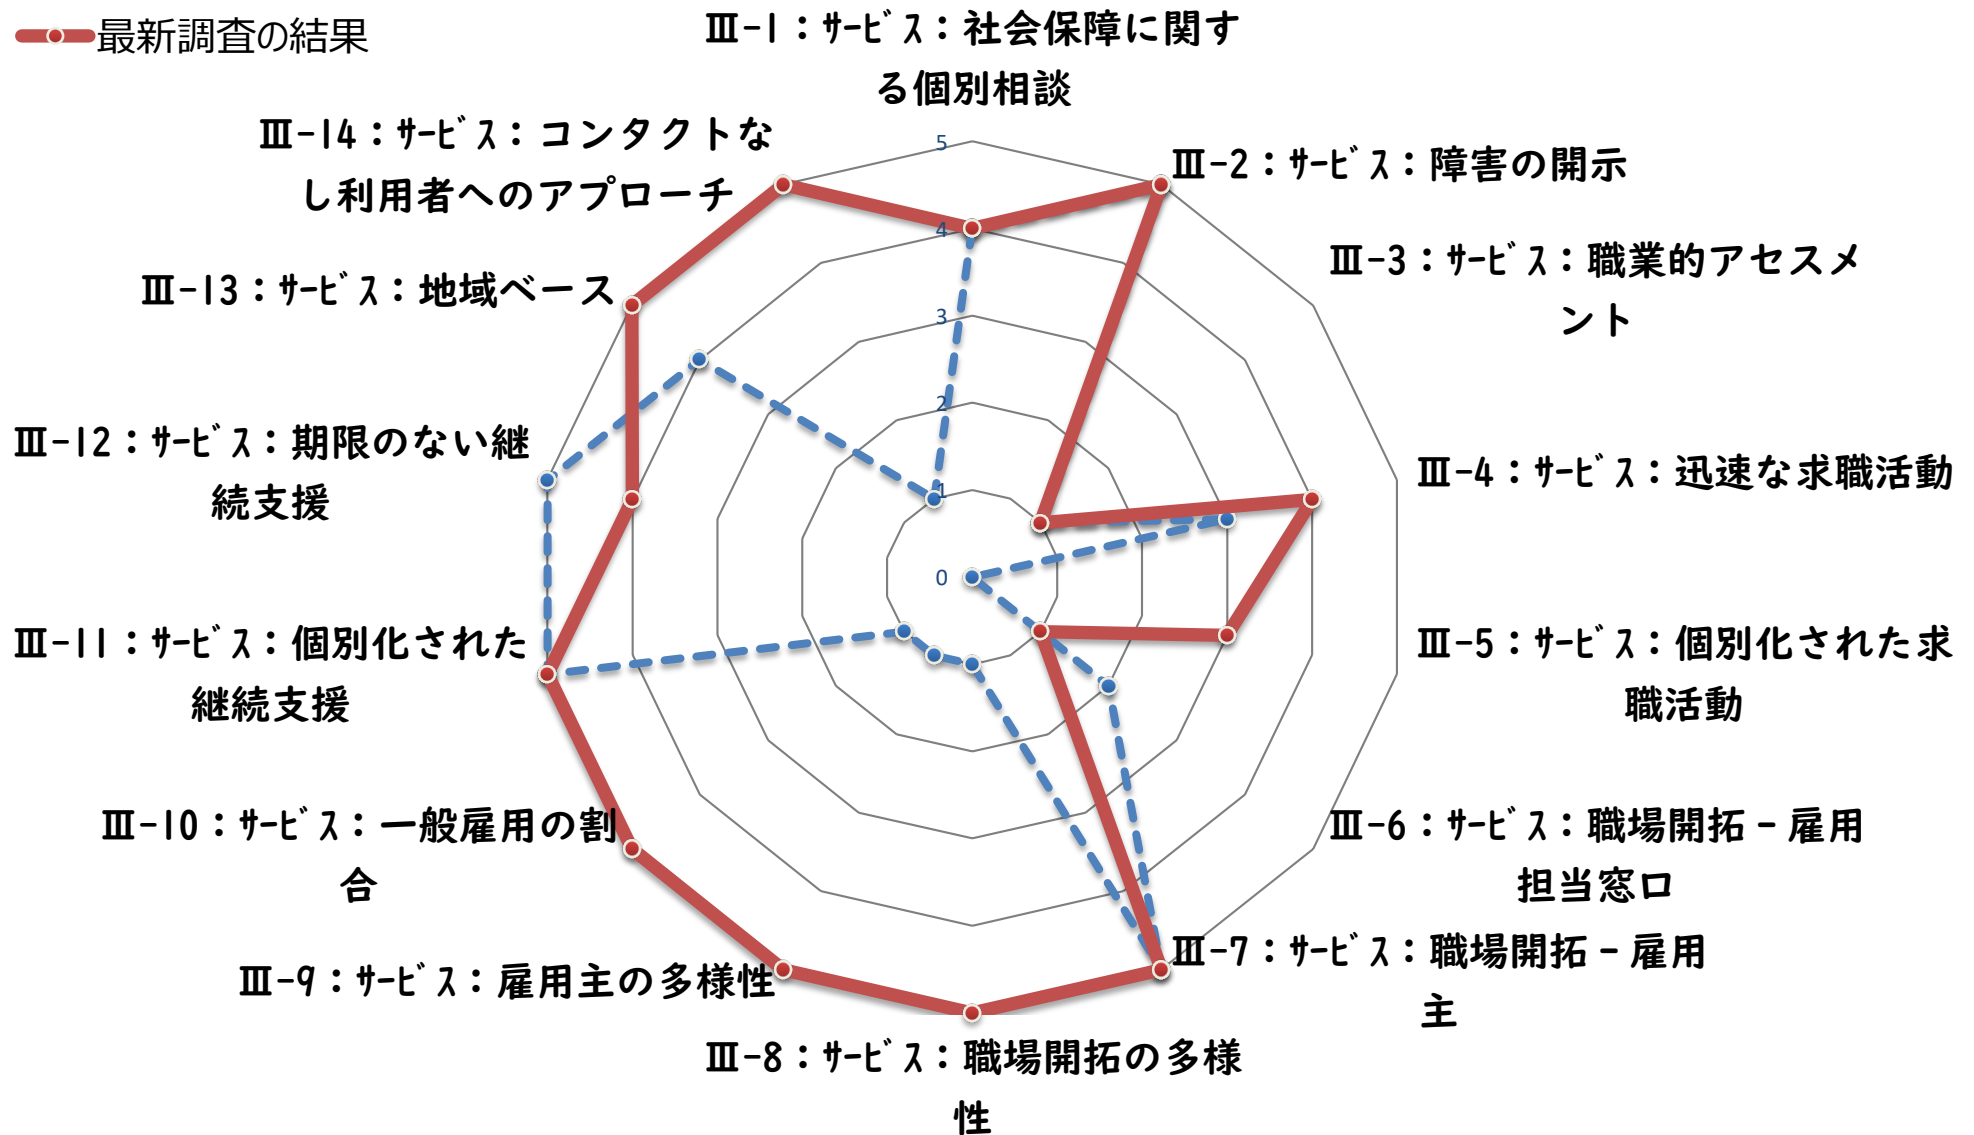 最新調査の結果
Ⅲ-1：ｻｰﾋﾞｽ：社会保障に関す
る個別相談
Ⅲ-14：ｻｰﾋﾞｽ：コンタクトな
し利用者へのアプローチ
5
Ⅲ-2：ｻｰﾋﾞｽ：障害の開示
4
Ⅲ-3：ｻｰﾋﾞｽ：職業的アセスメ
ント
Ⅲ-13：ｻｰﾋﾞｽ：地域ベース
3
Ⅲ-12：ｻｰﾋﾞｽ：期限のない継
続支援
2
Ⅲ-4：ｻｰﾋﾞｽ：迅速な求職活動
1
0
Ⅲ-11：ｻｰﾋﾞｽ：個別化された
継続支援
Ⅲ-5：ｻｰﾋﾞｽ：個別化された求
職活動
Ⅲ-10：ｻｰﾋﾞｽ：一般雇用の割
合
Ⅲ-6：ｻｰﾋﾞｽ：職場開拓－雇用
担当窓口
Ⅲ-9：ｻｰﾋﾞｽ：雇用主の多様性
Ⅲ-7：ｻｰﾋﾞｽ：職場開拓－雇用
主
Ⅲ-8：ｻｰﾋﾞｽ：職場開拓の多様
性